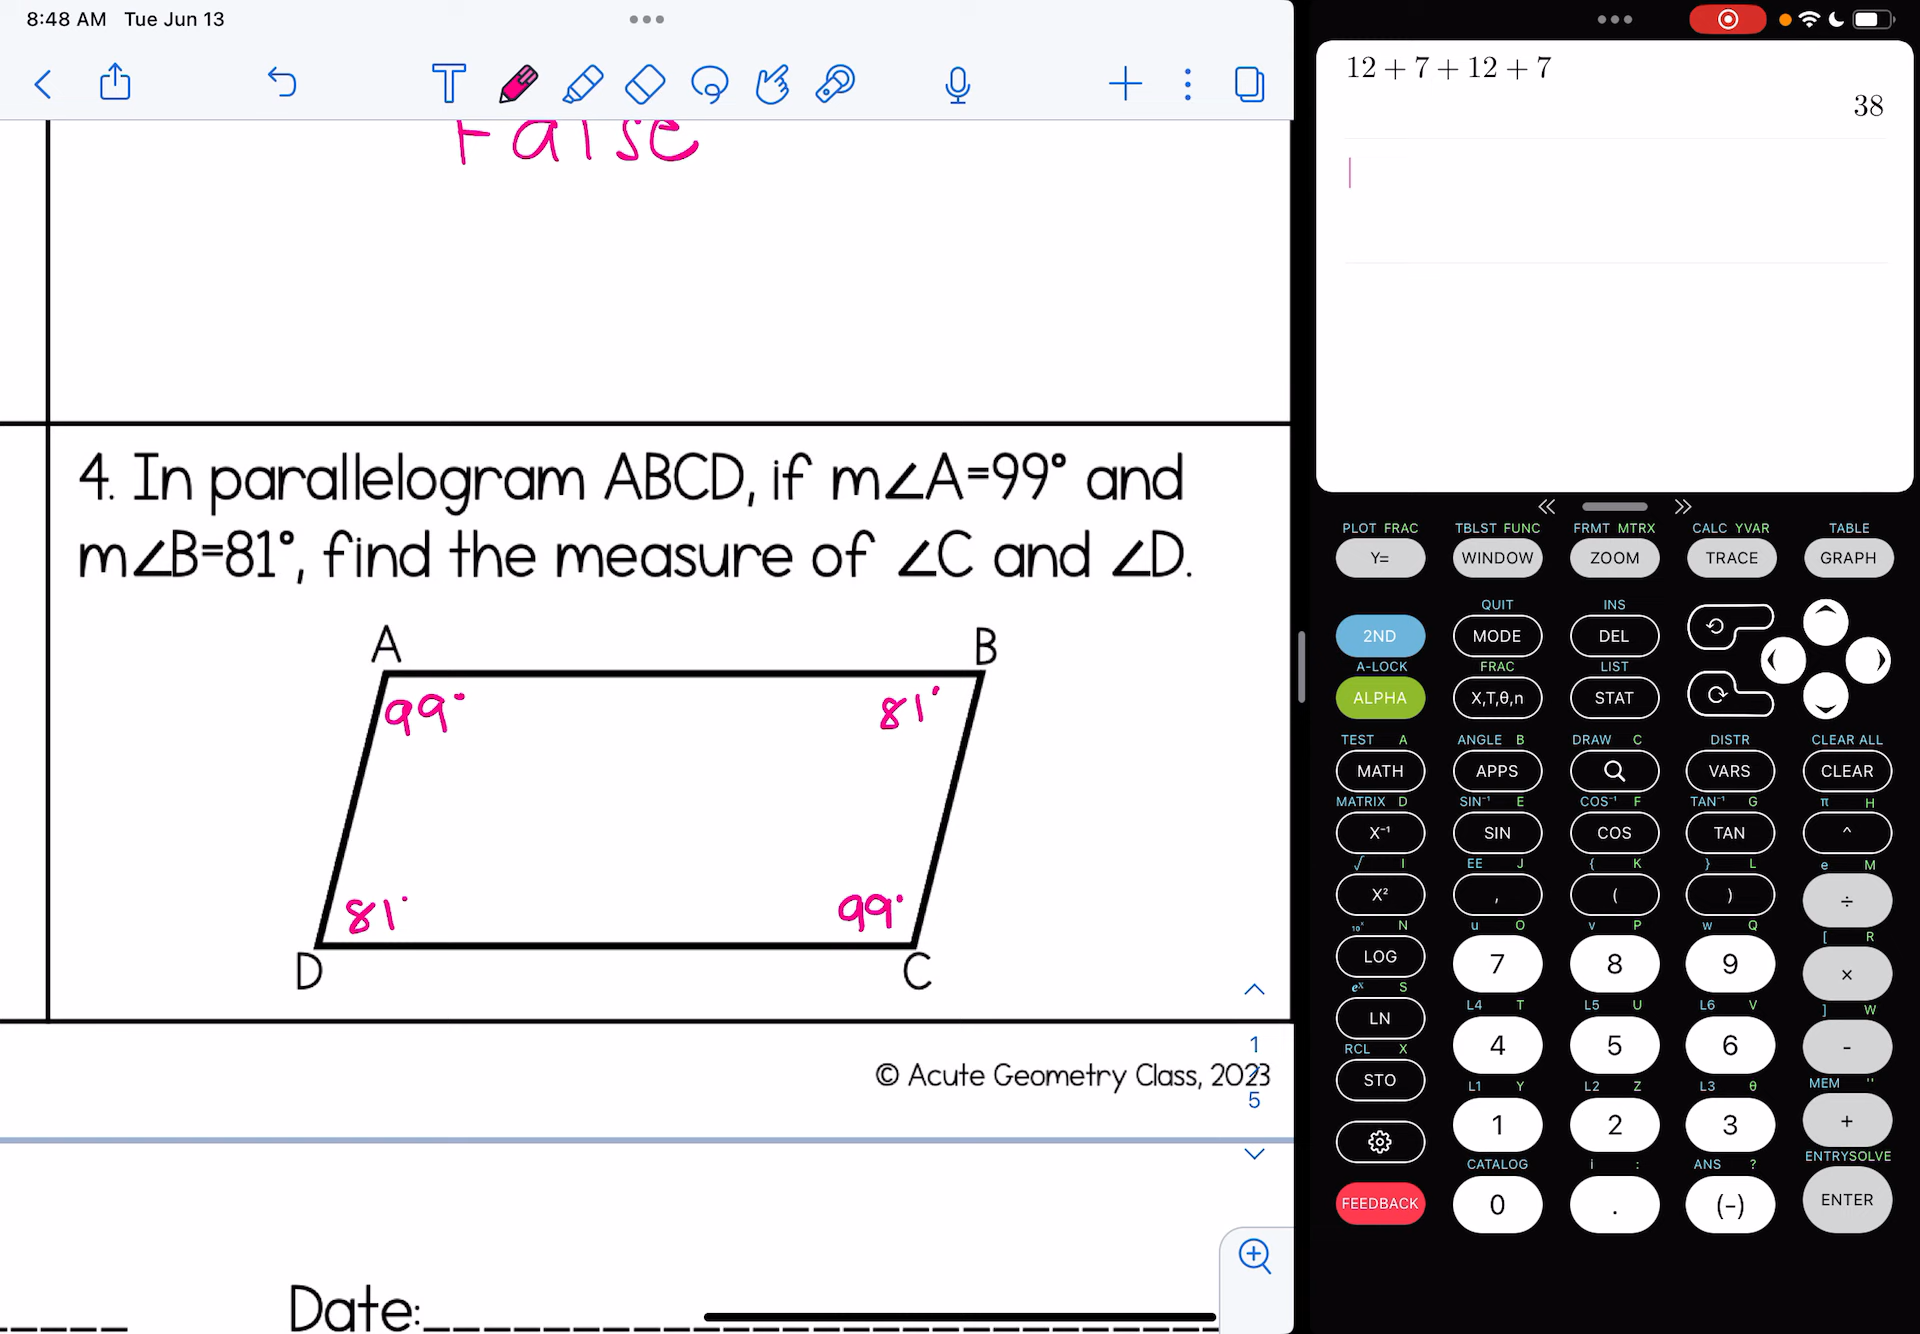 8:48 AM Tue Jun 13
False
4. In parallelogram ABCD, if m∠A=99° and
m∠B=81°, find the measure of ∠C and ∠D.
A B
99° 81°
81° 99°
D C
© Acute Geometry Class, 2023
1
5
Date:
12 + 7 + 12 + 7
38
PLOT FRAC TBLST FUNC FRMT MTRX CALC YVAR TABLE
Y= WINDOW ZOOM TRACE GRAPH
QUIT INS
2ND MODE DEL
A-LOCK FRAC LIST
ALPHA X,T,θ,n STAT
TEST A ANGLE B DRAW C DISTR CLEAR ALL
MATH APPS VARS CLEAR
MATRIX D SIN⁻¹ E COS⁻¹ F TAN⁻¹ G π H
X⁻¹ SIN COS TAN ^
√ I EE J { K } L e M
X² , ( ) ÷
10ˣ N u O v P w Q [ R
LOG 7 8 9 ×
eˣ S L4 T L5 U L6 V ] W
LN 4 5 6 -
RCL X L1 Y L2 Z L3 θ MEM "
STO 1 2 3 +
CATALOG i : ANS ? ENTRY SOLVE
FEEDBACK 0 . (-) ENTER